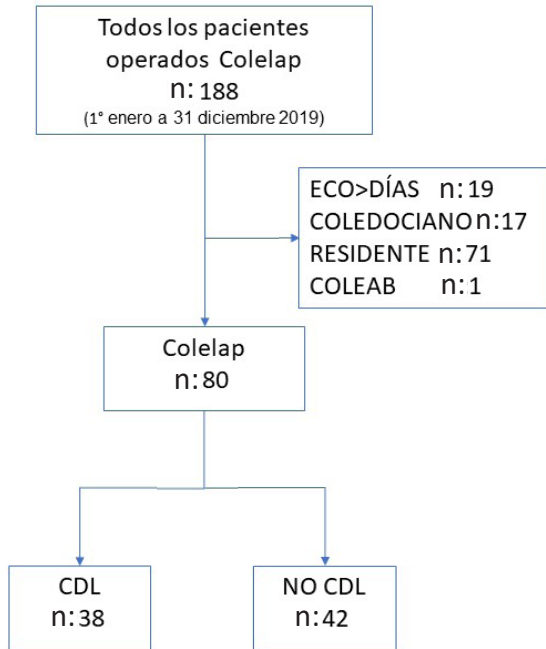 Todos los pacientes
operados Colelap
n: 188
(1° enero a 31 diciembre 2019)
ECO>DÍAS n:19
COLEDOCIANO n:17
RESIDENTE n:71
COLEAB n:1
Colelap
n:80
CDL
n:38
NO CDL
n:42